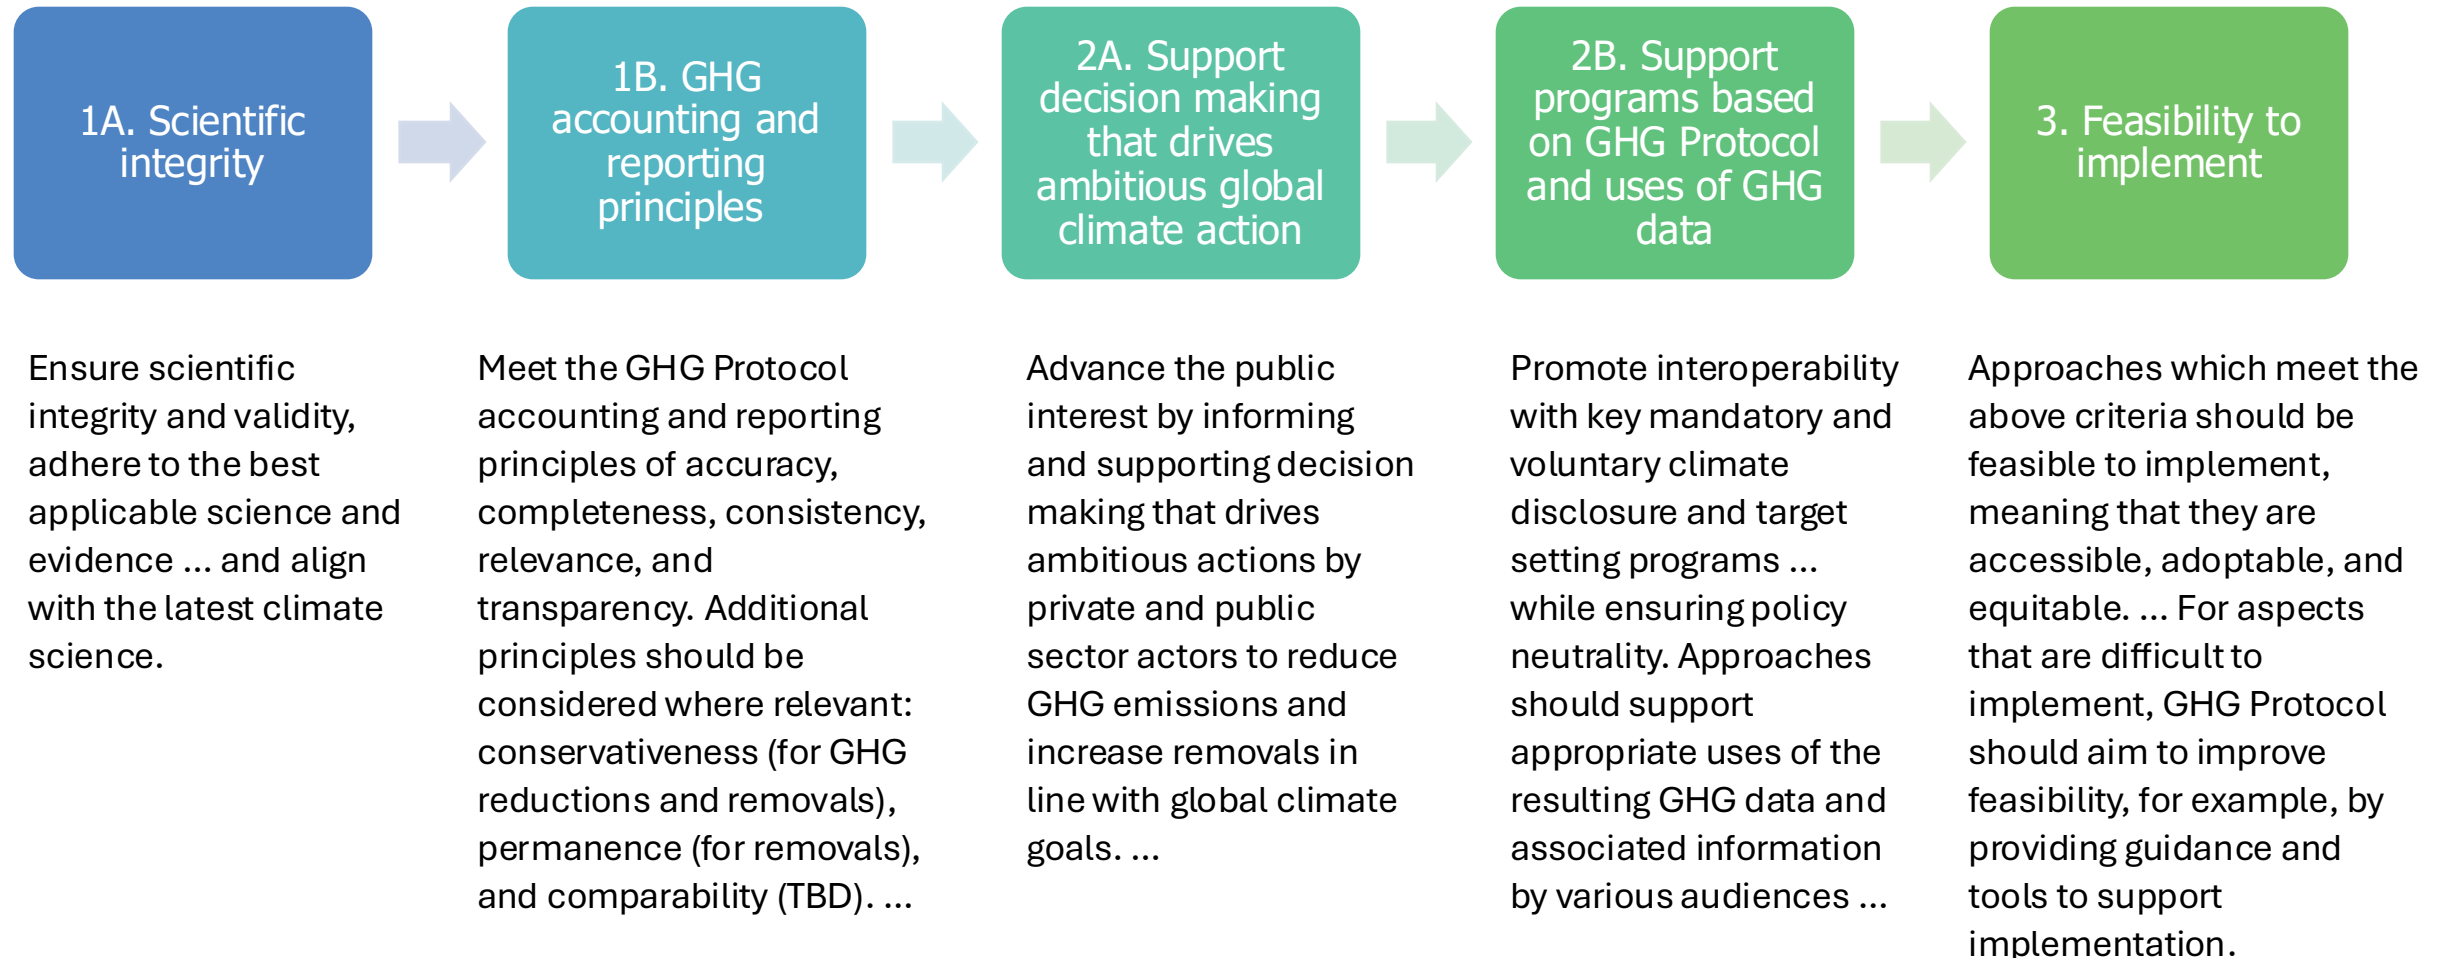 1A. Scientific
integrity
1B. GHG
accounting and
reporting
principles
2A. Support
decision making
that drives
ambitious global
climate action
2B. Support
programs based
on GHG Protocol
and uses of GHG
data
3. Feasibility to
implement
Ensure scientific
integrity and validity,
adhere to the best
applicable science and
evidence ... and align
with the latest climate
science.
Meet the GHG Protocol
accounting and reporting
principles of accuracy,
completeness, consistency,
relevance, and
transparency. Additional
principles should be
considered where relevant:
conservativeness (for GHG
reductions and removals),
permanence (for removals),
and comparability (TBD). ...
Advance the public
interest by informing
and supporting decision
making that drives
ambitious actions by
private and public
sector actors to reduce
GHG emissions and
increase removals in
line with global climate
goals. ...
Promote interoperability
with key mandatory and
voluntary climate
disclosure and target
setting programs ...
while ensuring policy
neutrality. Approaches
should support
appropriate uses of the
resulting GHG data and
associated information
by various audiences ...
Approaches which meet the
above criteria should be
feasible to implement,
meaning that they are
accessible, adoptable, and
equitable. ... For aspects
that are difficult to
implement, GHG Protocol
should aim to improve
feasibility, for example, by
providing guidance and
tools to support
implementation.